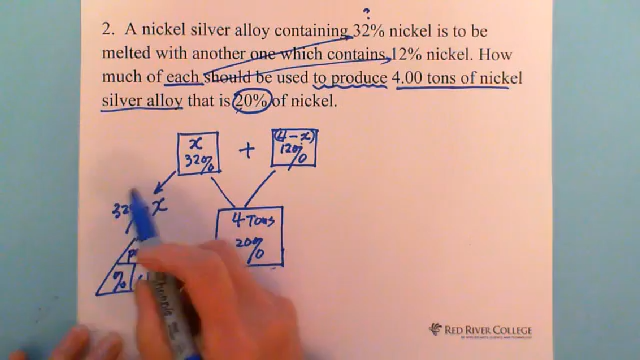 ?
2. A nickel silver alloy containing 32% nickel is to be
melted with another one which contains 12% nickel. How
much of each should be used to produce 4.00 tons of nickel
silver alloy that is 20% of nickel.
x + (4-x)
32% 12%
x
4 Tons
20%
%
RED RIVER COLLEGE